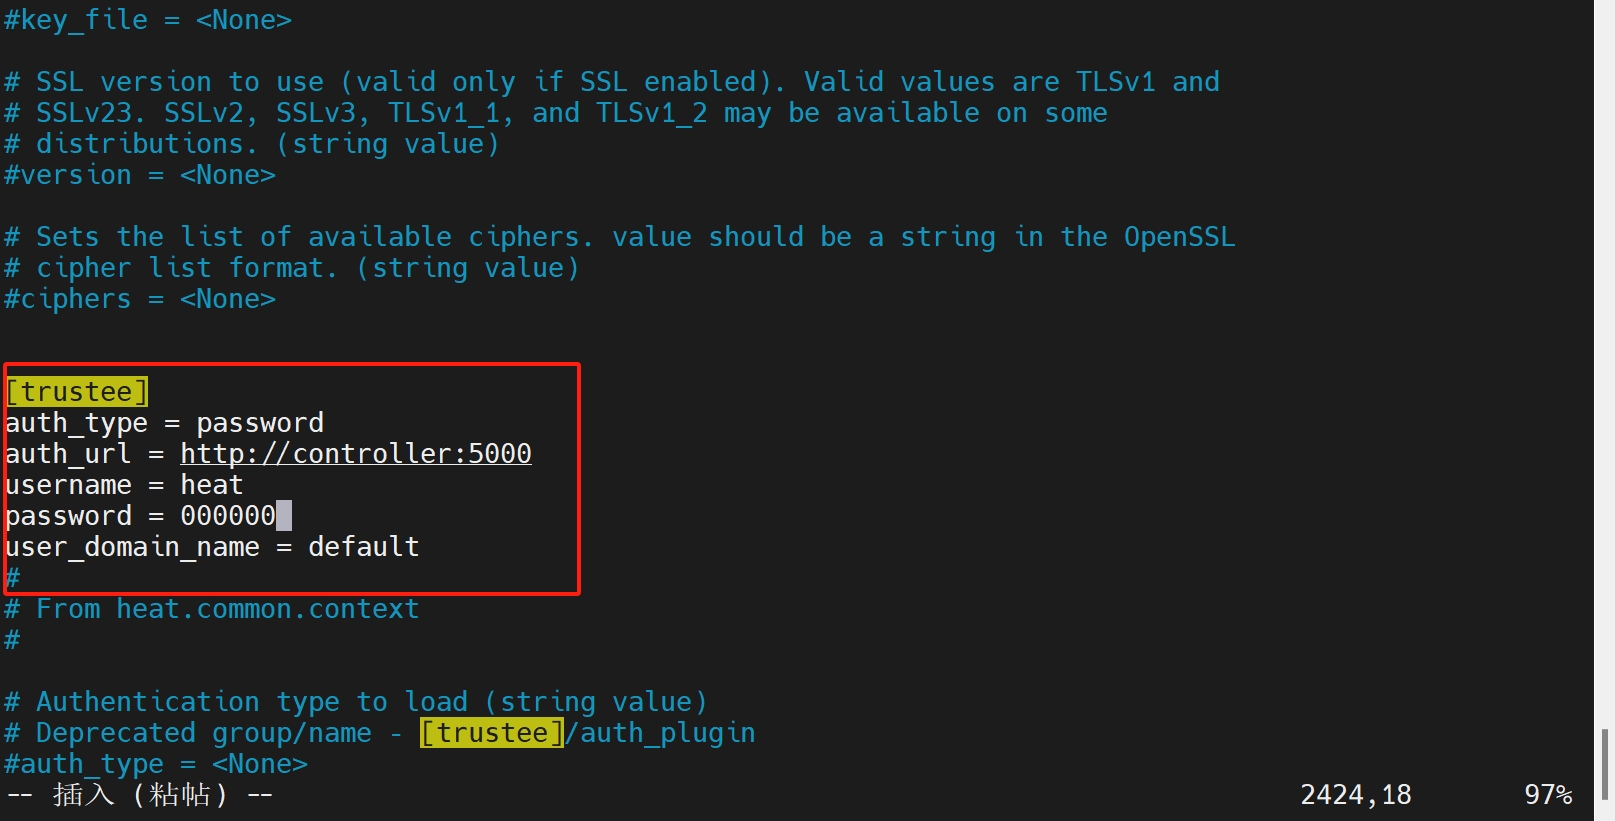 #key_file = <None>
# SSL version to use (valid only if SSL enabled). Valid values are TLSv1 and
# SSLv23. SSLv2, SSLv3, TLSv1_1, and TLSv1_2 may be available on some
# distributions. (string value)
#version = <None>
# Sets the list of available ciphers. value should be a string in the OpenSSL
# cipher list format. (string value)
#ciphers = <None>
[trustee]
auth_type = password
auth_url = http://controller:5000
username = heat
password = 000000
user_domain_name = default
#
# From heat.common.context
#
# Authentication type to load (string value)
# Deprecated group/name - [trustee]/auth_plugin
#auth_type = <None>
-- 插入 (粘帖) -- 2424,18 97%